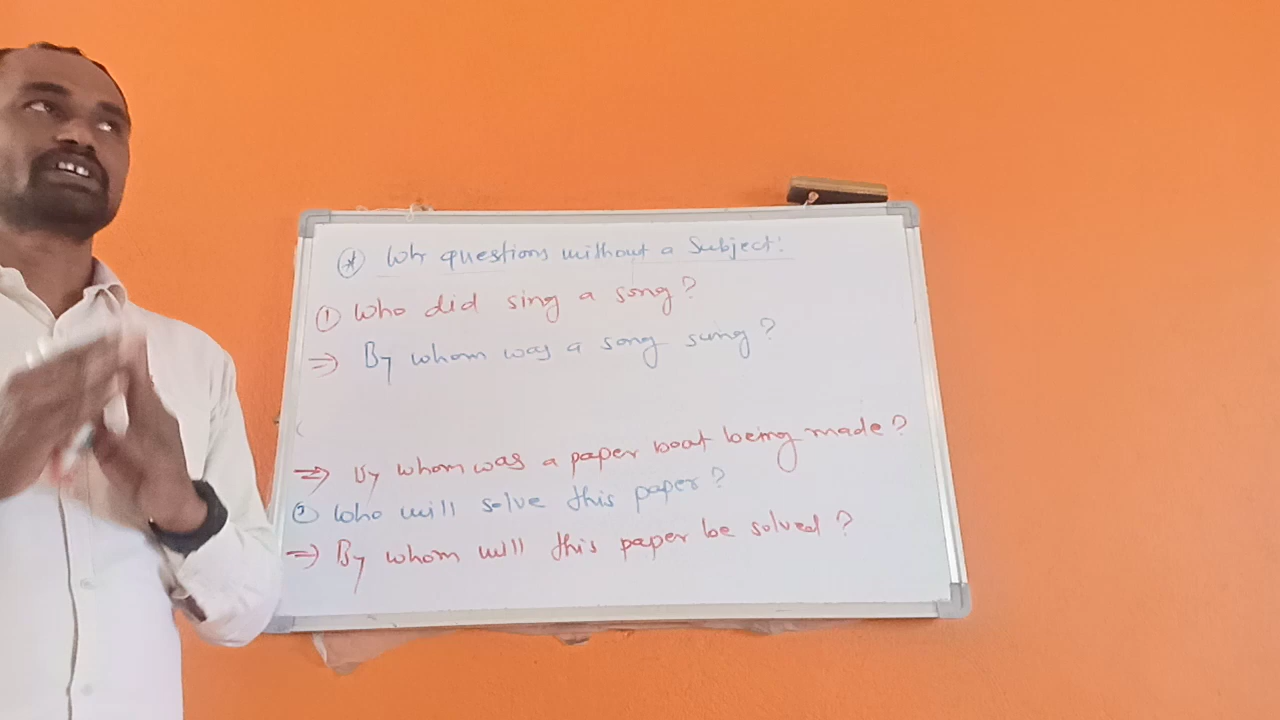 * Wh questions without a Subject:
① Who did sing a song?
⇒ By whom was a song sung?
⇒ By whom was a paper boat being made?
② Who will solve this paper?
⇒ By whom will this paper be solved?